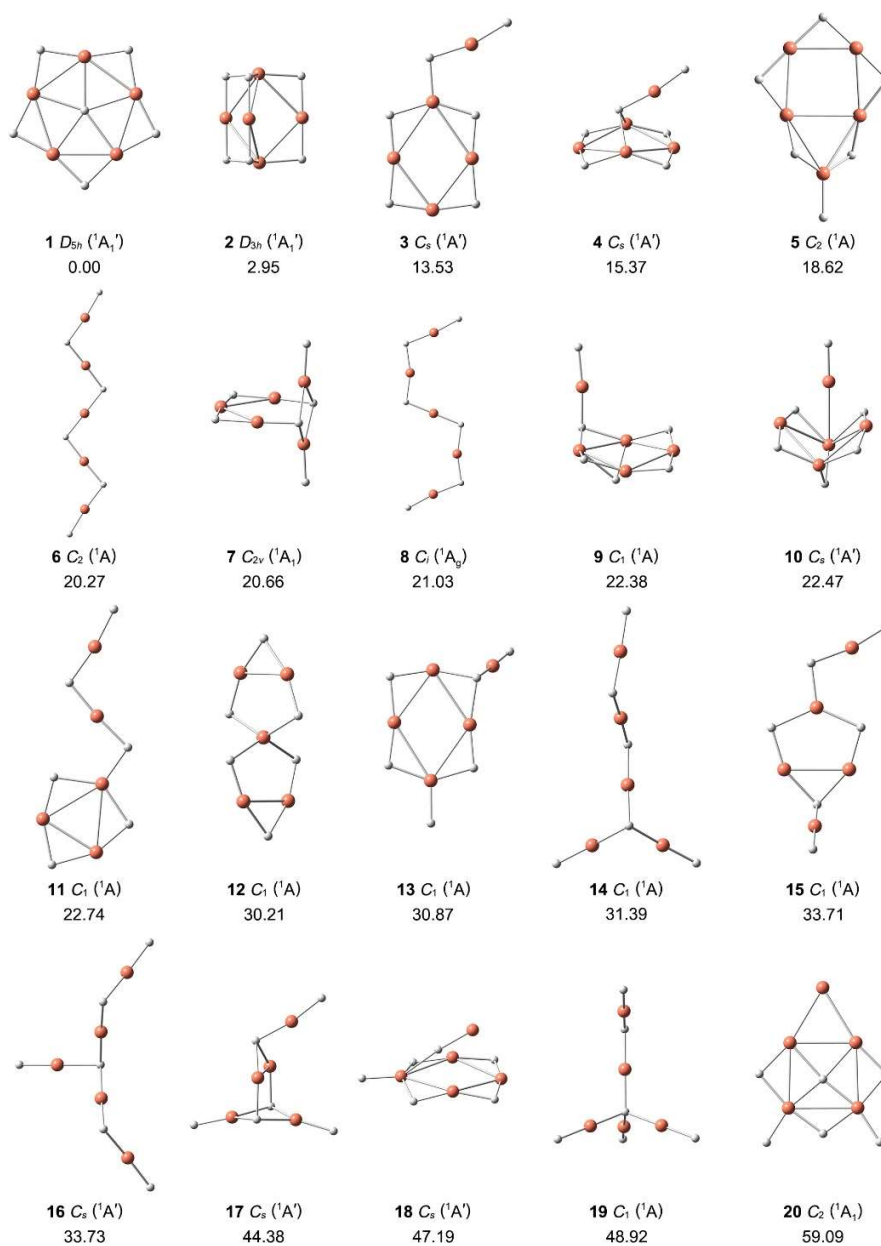 1 D5h (¹A₁′) 2 D3h (¹A₁′) 3 Cs (¹A′) 4 Cs (¹A′) 5 C2 (¹A)
0.00 2.95 13.53 15.37 18.62
6 C2 (¹A) 7 C2v (¹A₁) 8 Ci (¹Ag) 9 C1 (¹A) 10 Cs (¹A′)
20.27 20.66 21.03 22.38 22.47
11 C1 (¹A) 12 C1 (¹A) 13 C1 (¹A) 14 C1 (¹A) 15 C1 (¹A)
22.74 30.21 30.87 31.39 33.71
16 Cs (¹A′) 17 Cs (¹A′) 18 Cs (¹A′) 19 C1 (¹A) 20 C2 (¹A₁)
33.73 44.38 47.19 48.92 59.09